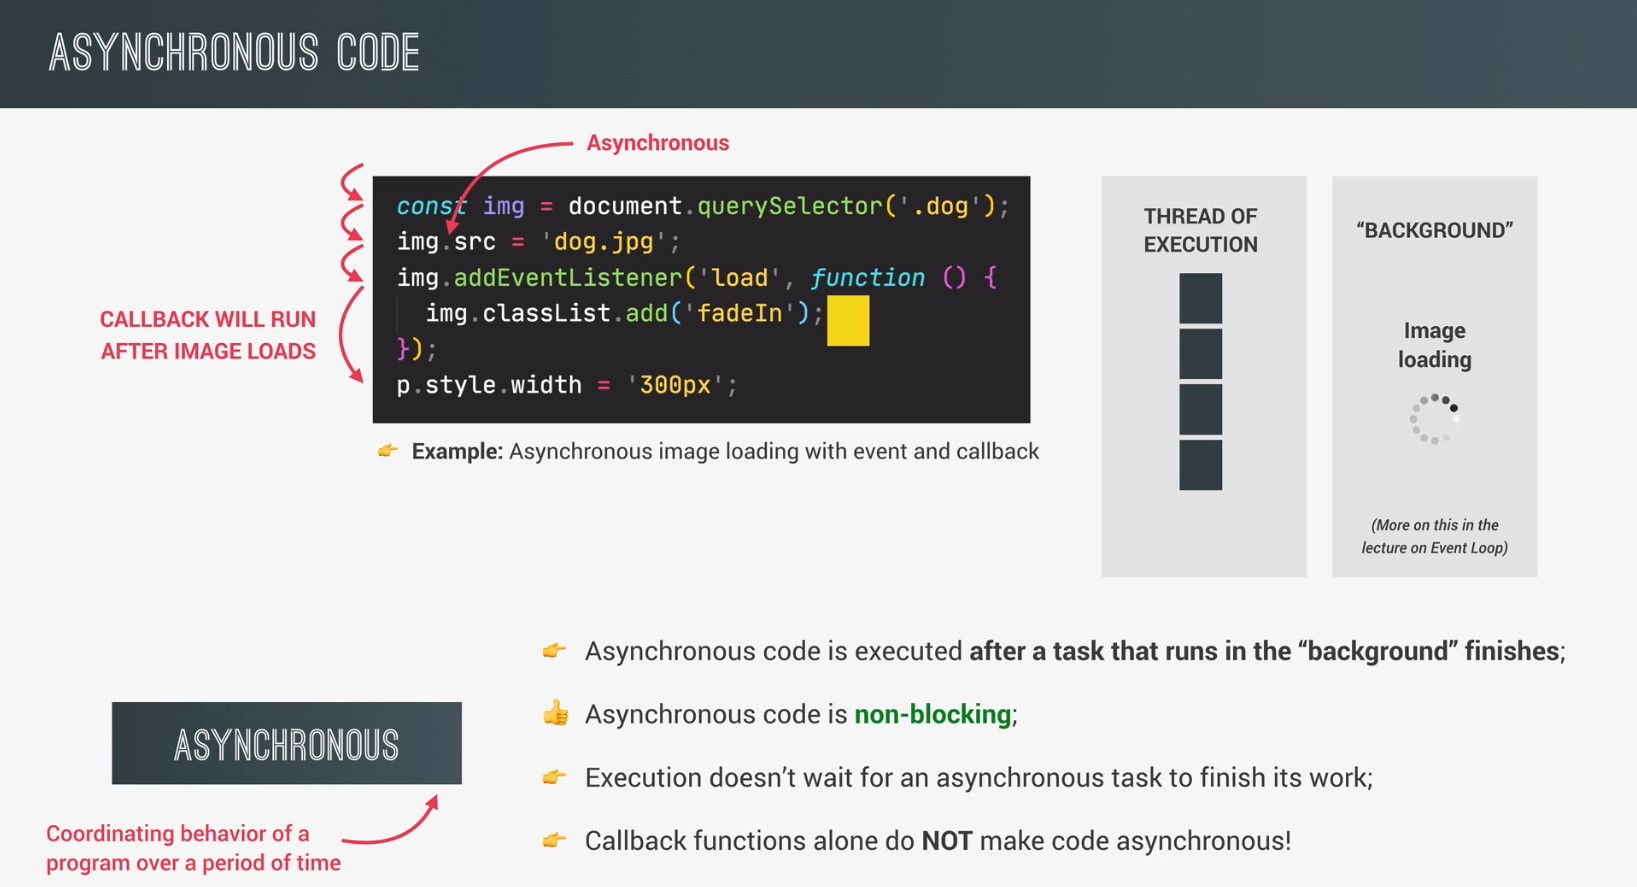 ASYNCHRONOUS CODE
Asynchronous
const img = document.querySelector('.dog');
img.src = 'dog.jpg';
img.addEventListener('load', function () {
  img.classList.add('fadeIn');
});
p.style.width = '300px';
CALLBACK WILL RUN
AFTER IMAGE LOADS
👉 Example: Asynchronous image loading with event and callback
THREAD OF
EXECUTION
“BACKGROUND”
Image
loading
(More on this in the
lecture on Event Loop)
👉 Asynchronous code is executed after a task that runs in the “background” finishes;
👍 Asynchronous code is non-blocking;
👉 Execution doesn’t wait for an asynchronous task to finish its work;
👉 Callback functions alone do NOT make code asynchronous!
ASYNCHRONOUS
Coordinating behavior of a
program over a period of time